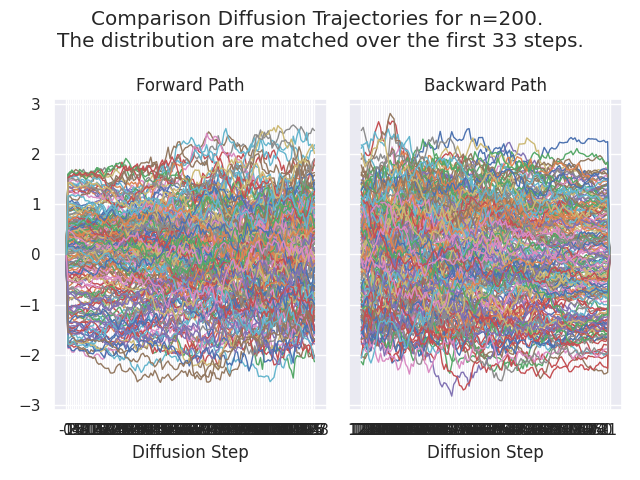 Comparison Diffusion Trajectories for n=200.
The distribution are matched over the first 33 steps.
Forward Path
Backward Path
3
2
1
0
−1
−2
−3
Diffusion Step
Diffusion Step